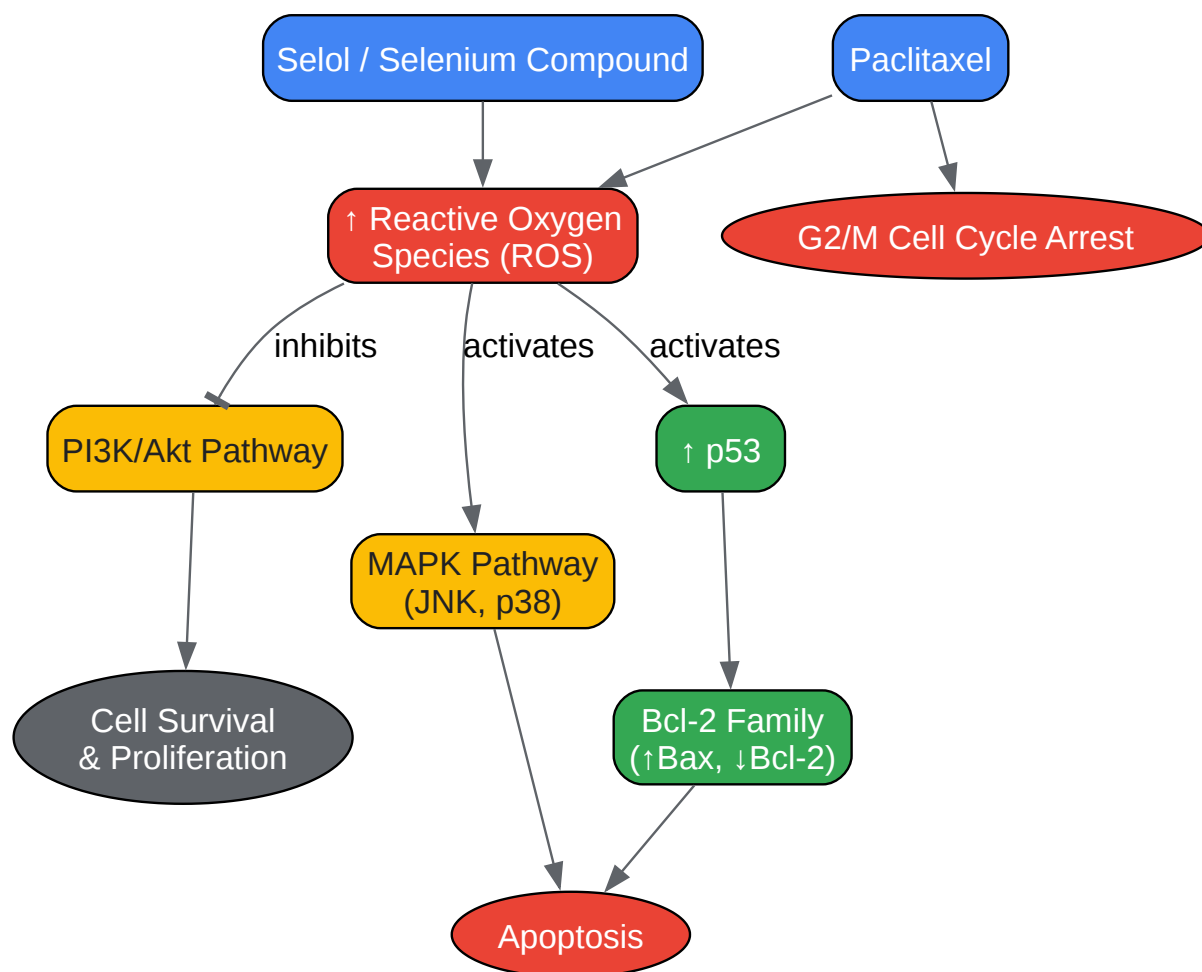 Selol / Selenium Compound
Paclitaxel
↑ Reactive Oxygen
Species (ROS)
G2/M Cell Cycle Arrest
inhibits
activates
activates
PI3K/Akt Pathway
↑ p53
MAPK Pathway
(JNK, p38)
Cell Survival
& Proliferation
Bcl-2 Family
(↑Bax, ↓Bcl-2)
Apoptosis